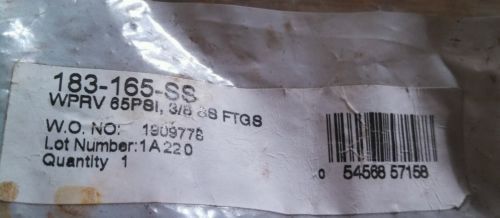 183-165-SS
WPRV 65PSI, 3/8 SS FTGS
W.O. NO: 1909778
Lot Number: 1A220
Quantity 1
0 54568 57158